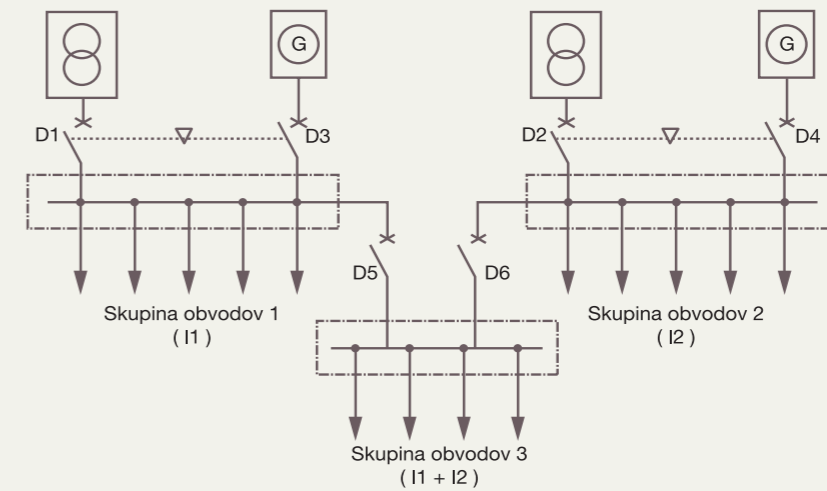 G
G
D1
D3
D2
D4
D5
D6
Skupina obvodov 1
( I1 )
Skupina obvodov 2
( I2 )
Skupina obvodov 3
( I1 + I2 )